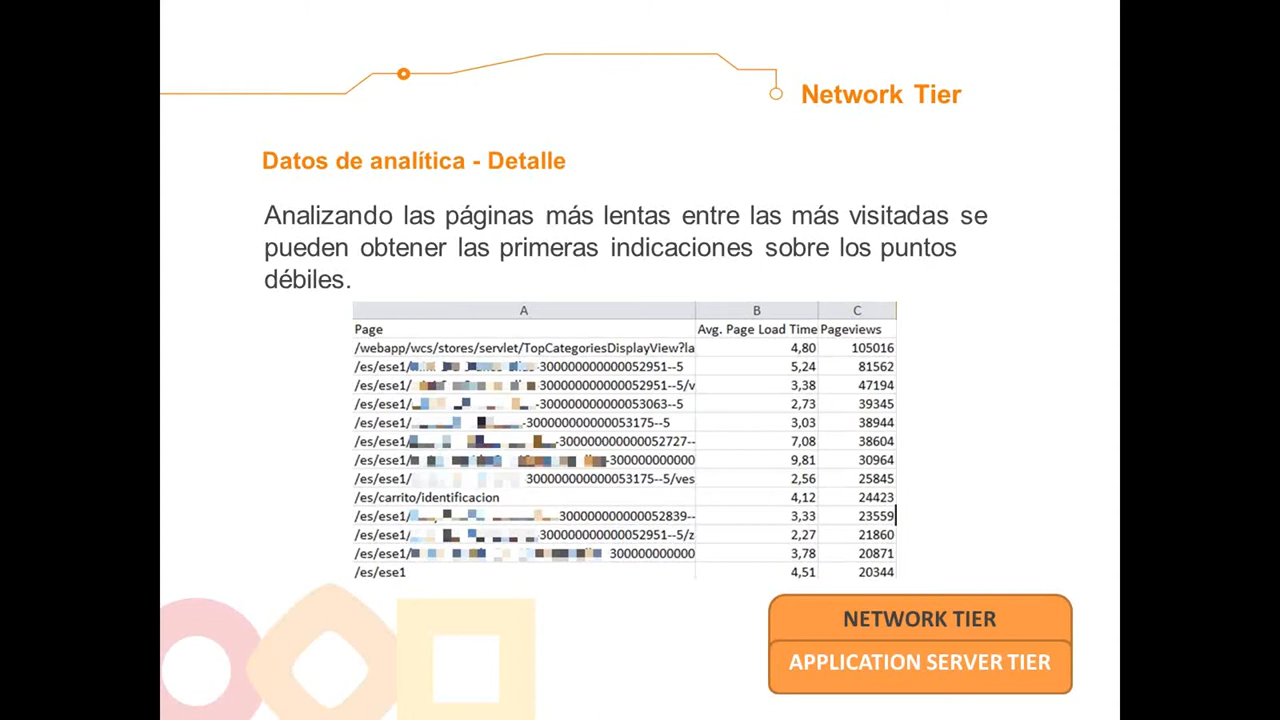 Network Tier
Datos de analítica - Detalle
Analizando las páginas más lentas entre las más visitadas se
pueden obtener las primeras indicaciones sobre los puntos
débiles.
A B C
Page Avg. Page Load Time Pageviews
/webapp/wcs/stores/servlet/TopCategoriesDisplayView?la 4,80 105016
/es/ese1/ -300000000000052951--5 5,24 81562
/es/ese1/ 300000000000052951--5/v 3,38 47194
/es/ese1/ -300000000000053063--5 2,73 39345
/es/ese1/ -300000000000053175--5 3,03 38944
/es/ese1/ -300000000000052727-- 7,08 38604
/es/ese1/ -300000000000 9,81 30964
/es/ese1/ 300000000000053175--5/ves 2,56 25845
/es/carrito/identificacion 4,12 24423
/es/ese1/ 300000000000052839-- 3,33 23559
/es/ese1/ 300000000000052951--5/z 2,27 21860
/es/ese1/ 300000000000 3,78 20871
/es/ese1 4,51 20344
NETWORK TIER
APPLICATION SERVER TIER